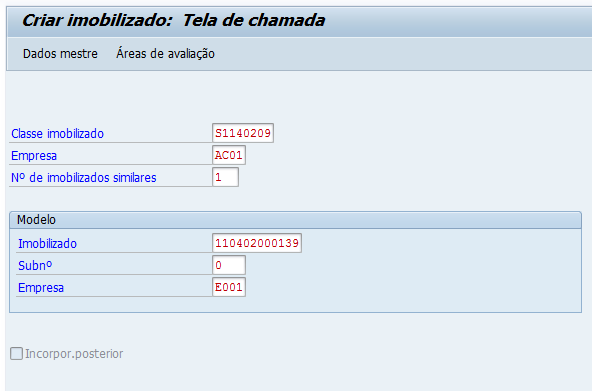 Criar imobilizado: Tela de chamada
Dados mestre Áreas de avaliação
Classe imobilizado S1140209
Empresa AC01
Nº de imobilizados similares 1
Modelo
Imobilizado 110402000139
Subnº 0
Empresa E001
Incorpor.posterior